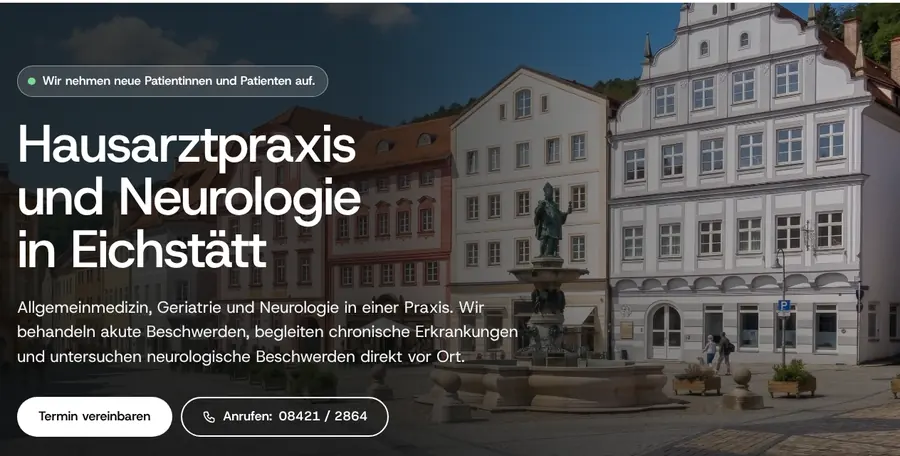 Wir nehmen neue Patientinnen und Patienten auf.
Hausarztpraxis
und Neurologie
in Eichstätt
Allgemeinmedizin, Geriatrie und Neurologie in einer Praxis. Wir
behandeln akute Beschwerden, begleiten chronische Erkrankungen
und untersuchen neurologische Beschwerden direkt vor Ort.
Termin vereinbaren
Anrufen: 08421 / 2864
P